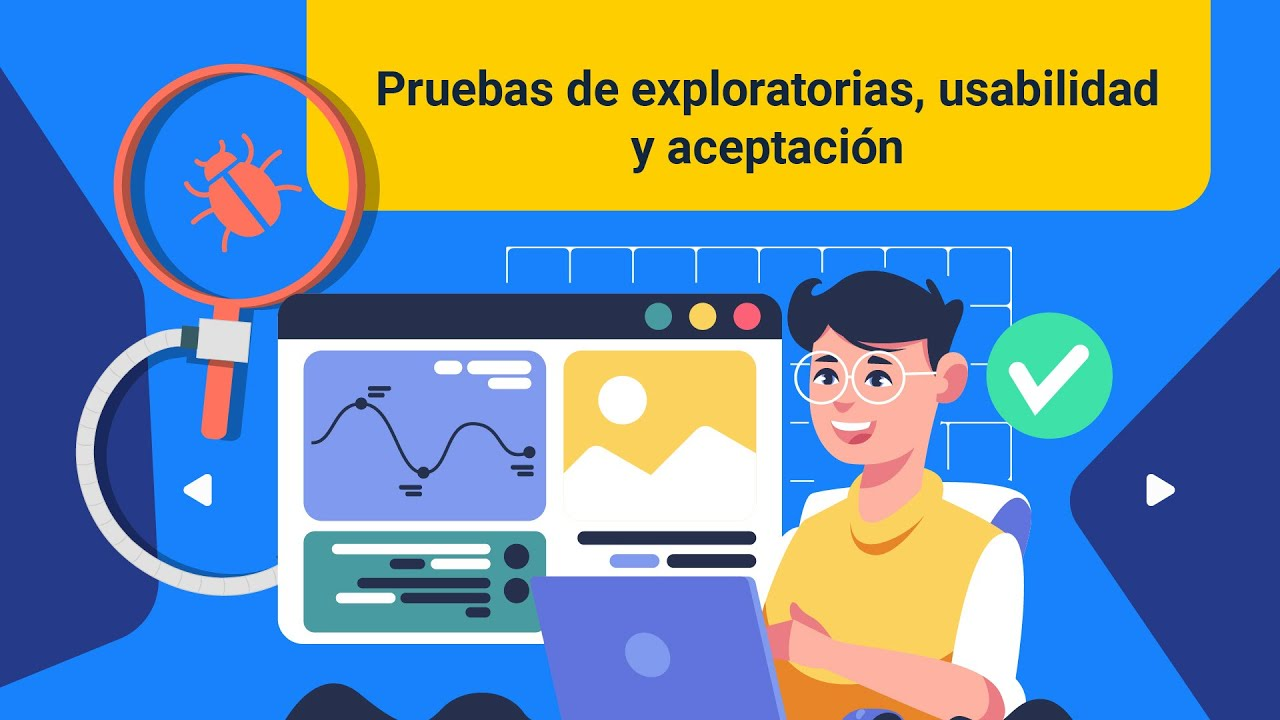 Pruebas de exploratorias, usabilidad
y aceptación